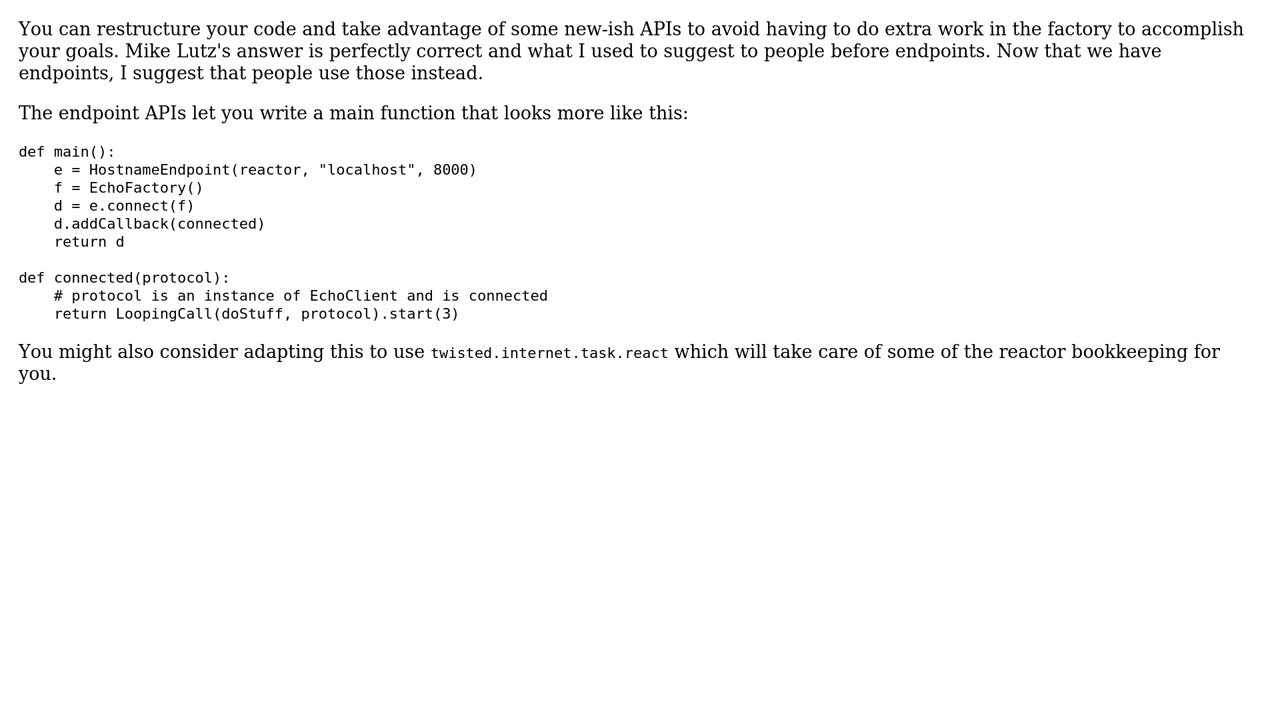 You can restructure your code and take advantage of some new-ish APIs to avoid having to do extra work in the factory to accomplish
your goals. Mike Lutz's answer is perfectly correct and what I used to suggest to people before endpoints. Now that we have
endpoints, I suggest that people use those instead.
The endpoint APIs let you write a main function that looks more like this:
def main():
    e = HostnameEndpoint(reactor, "localhost", 8000)
    f = EchoFactory()
    d = e.connect(f)
    d.addCallback(connected)
    return d
def connected(protocol):
    # protocol is an instance of EchoClient and is connected
    return LoopingCall(doStuff, protocol).start(3)
You might also consider adapting this to use twisted.internet.task.react which will take care of some of the reactor bookkeeping for
you.